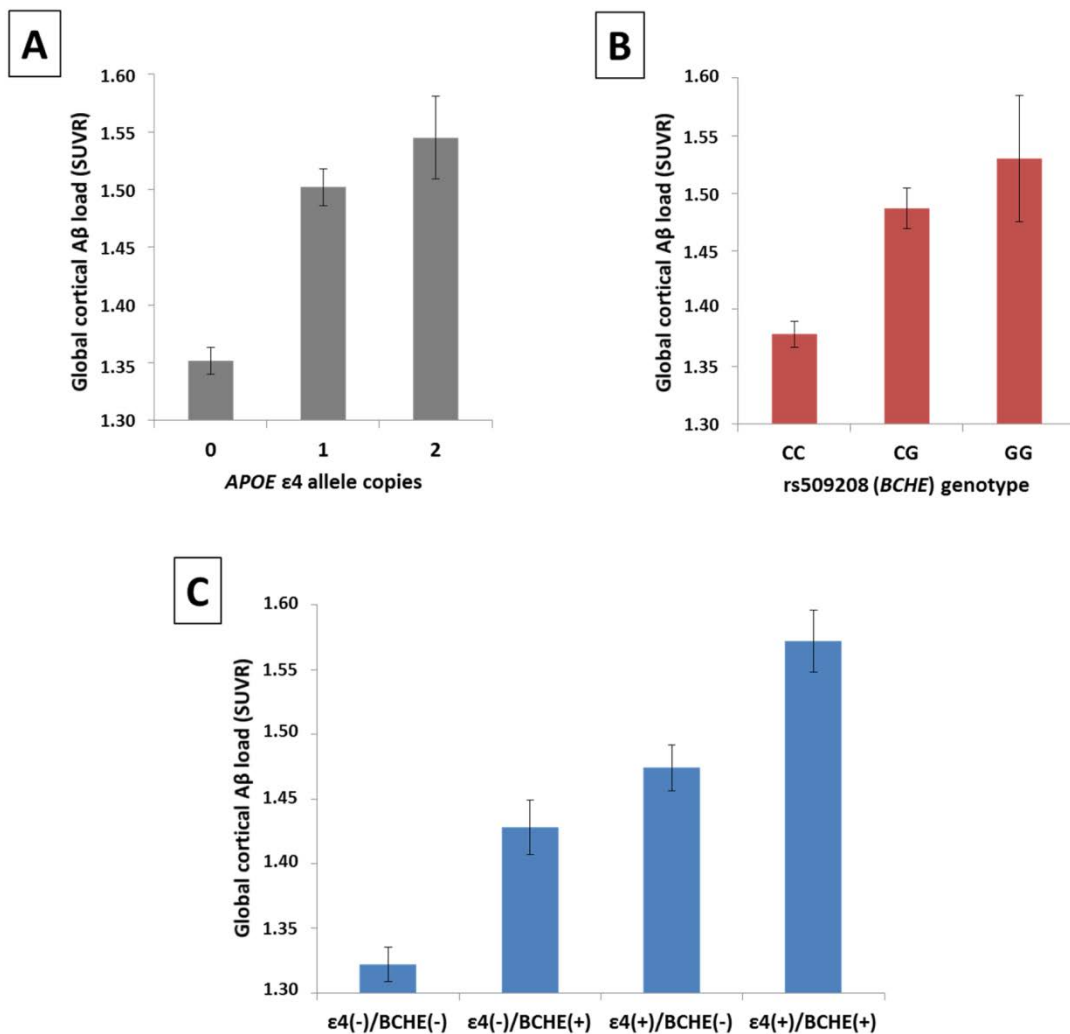 A
Global cortical Aβ load (SUVR)
1.60
1.55
1.50
1.45
1.40
1.35
1.30
0 1 2
APOE ε4 allele copies
B
Global cortical Aβ load (SUVR)
1.60
1.55
1.50
1.45
1.40
1.35
1.30
CC CG GG
rs509208 (BCHE) genotype
C
Global cortical Aβ load (SUVR)
1.60
1.55
1.50
1.45
1.40
1.35
1.30
ε4(-)/BCHE(-) ε4(-)/BCHE(+) ε4(+)/BCHE(-) ε4(+)/BCHE(+)